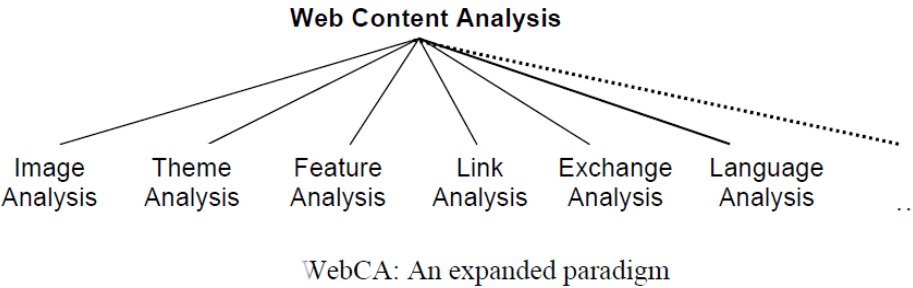 Web Content Analysis
Image Theme Feature Link Exchange Language
Analysis Analysis Analysis Analysis Analysis Analysis ..
WebCA: An expanded paradigm